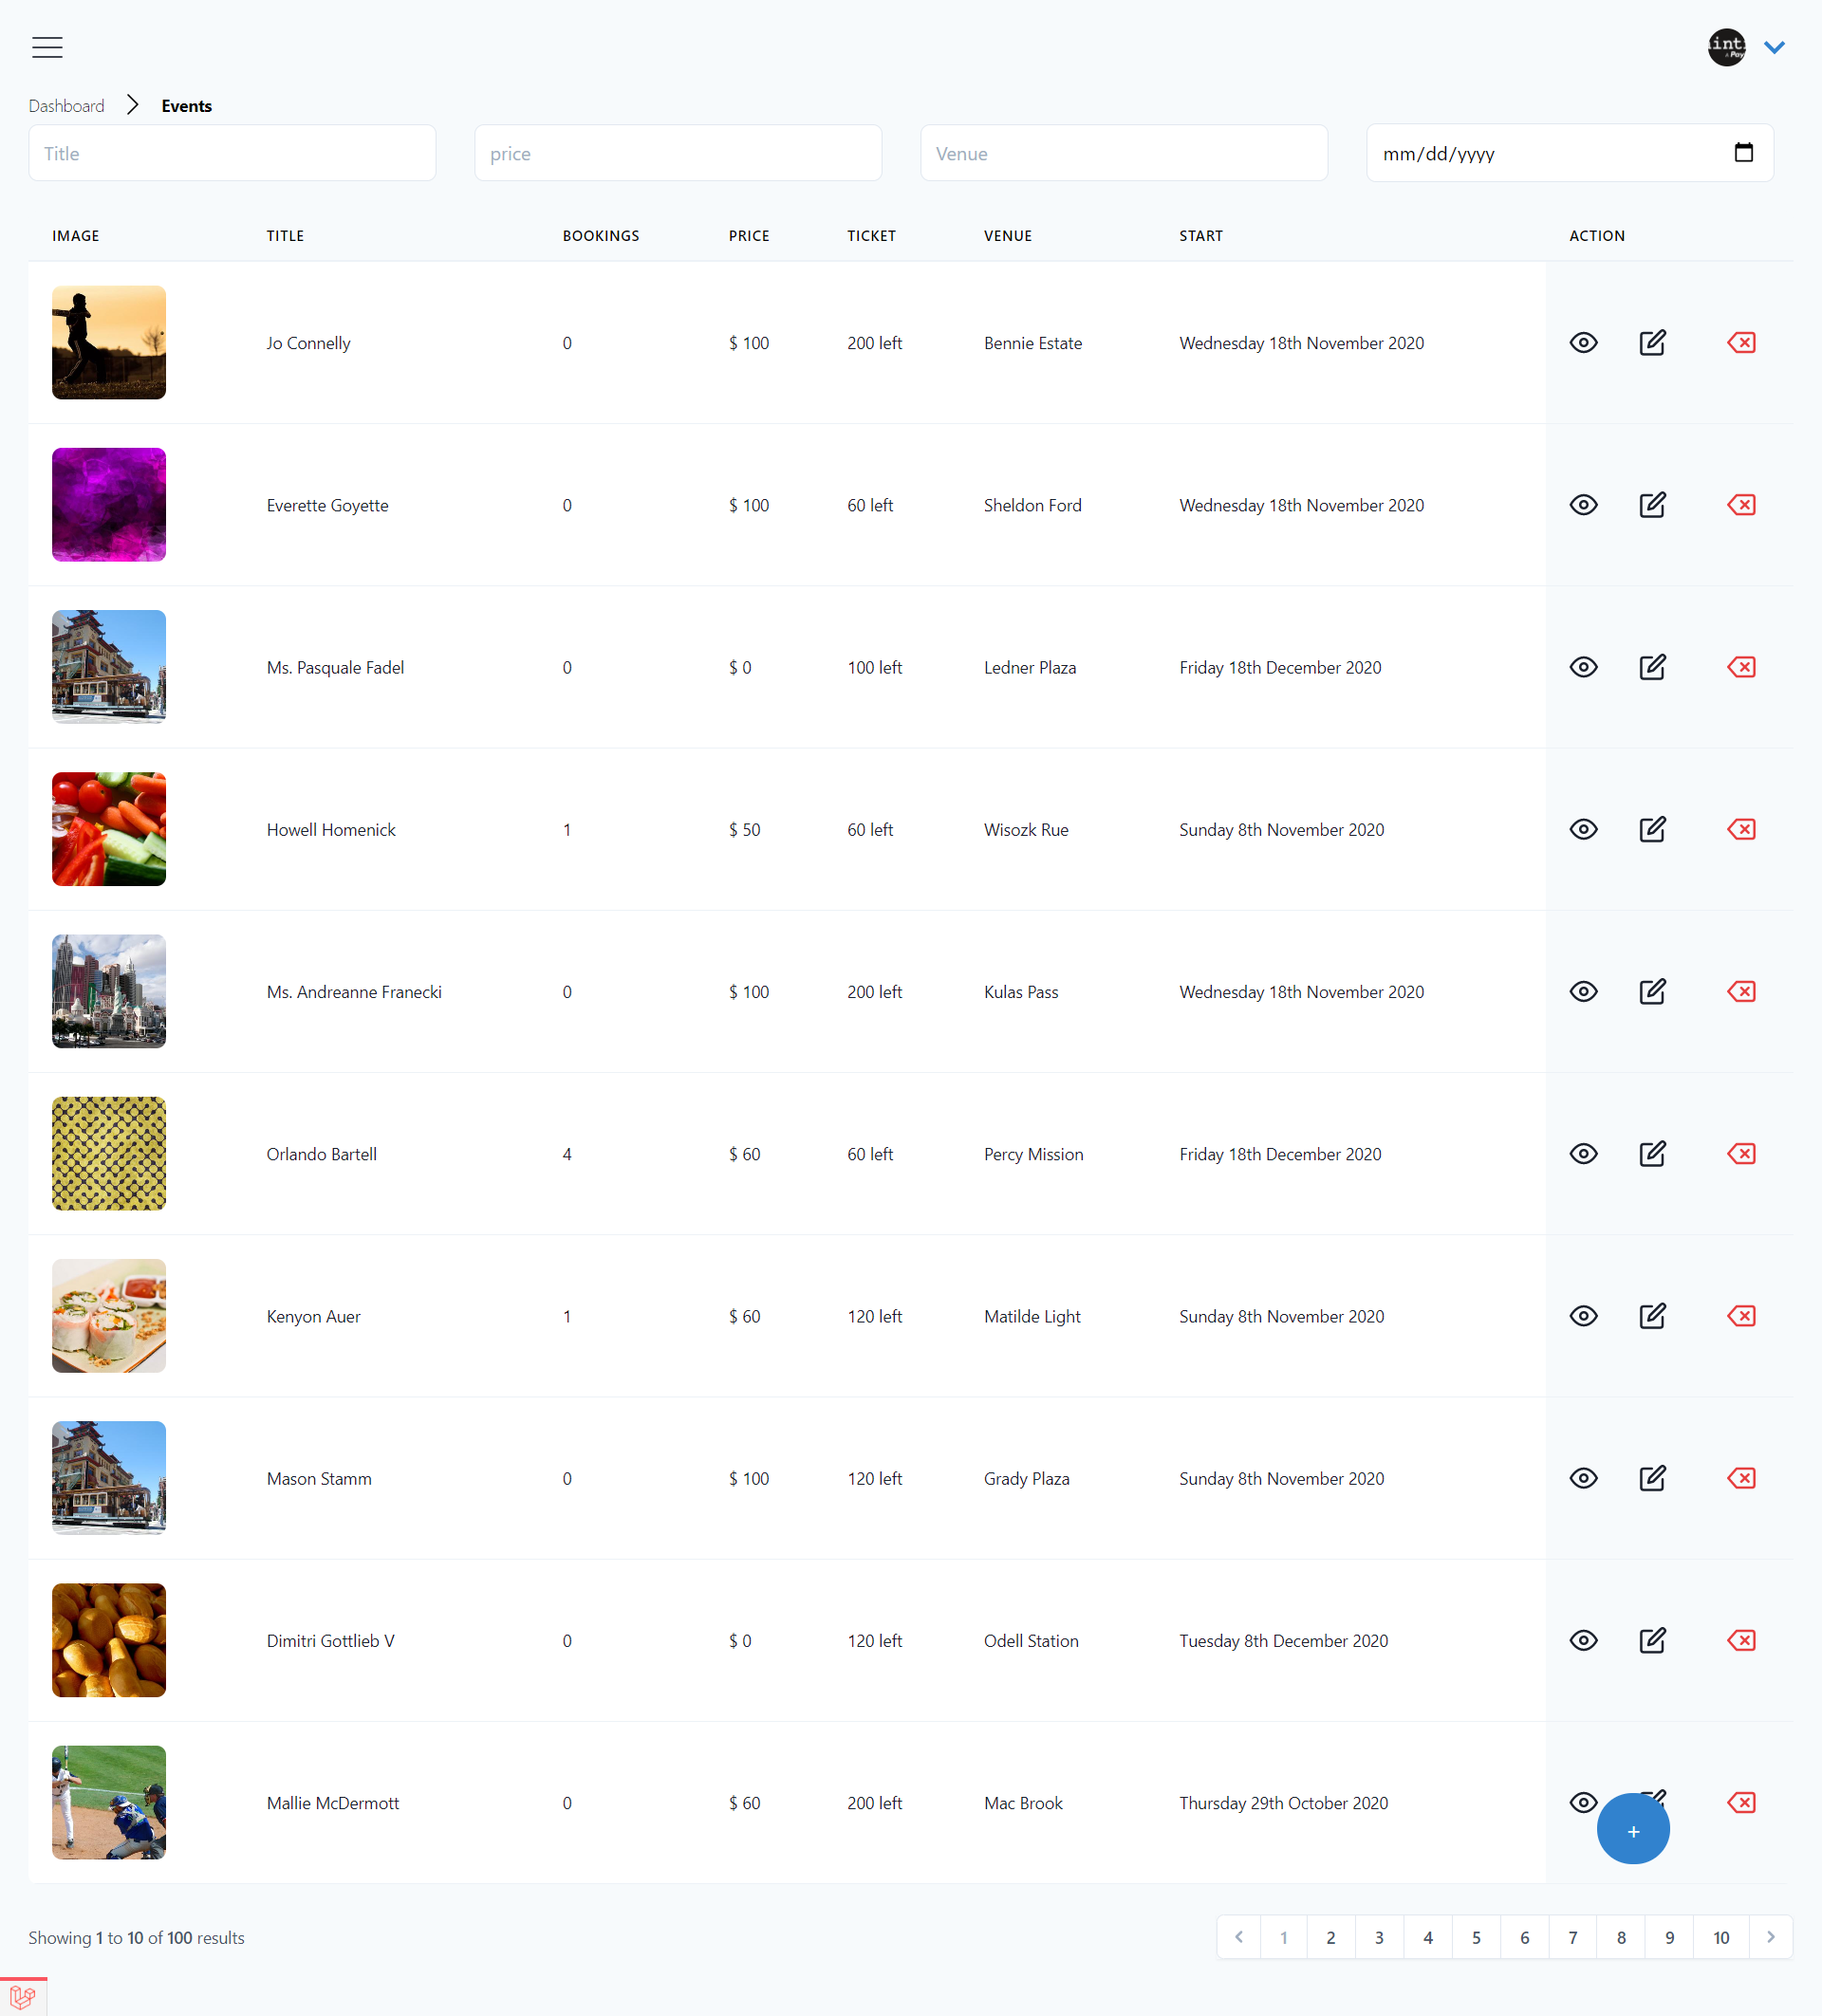 Dashboard Events
Title price Venue mm/dd/yyyy
IMAGE TITLE BOOKINGS PRICE TICKET VENUE START ACTION
Jo Connelly 0 $ 100 200 left Bennie Estate Wednesday 18th November 2020
Everette Goyette 0 $ 100 60 left Sheldon Ford Wednesday 18th November 2020
Ms. Pasquale Fadel 0 $ 0 100 left Ledner Plaza Friday 18th December 2020
Howell Homenick 1 $ 50 60 left Wisozk Rue Sunday 8th November 2020
Ms. Andreanne Franecki 0 $ 100 200 left Kulas Pass Wednesday 18th November 2020
Orlando Bartell 4 $ 60 60 left Percy Mission Friday 18th December 2020
Kenyon Auer 1 $ 60 120 left Matilde Light Sunday 8th November 2020
Mason Stamm 0 $ 100 120 left Grady Plaza Sunday 8th November 2020
Dimitri Gottlieb V 0 $ 0 120 left Odell Station Tuesday 8th December 2020
Mallie McDermott 0 $ 60 200 left Mac Brook Thursday 29th October 2020
+
Showing 1 to 10 of 100 results 1 2 3 4 5 6 7 8 9 10